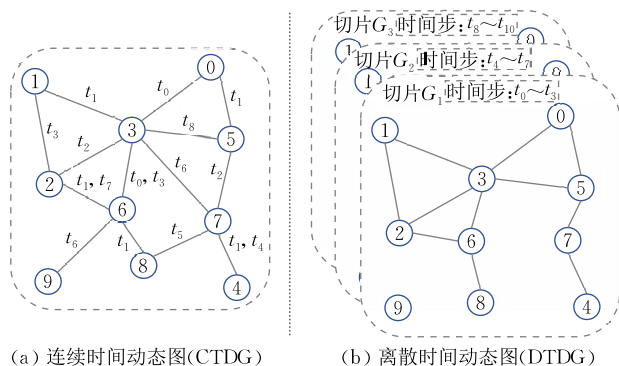 切片G₃时间步:t₈~t₁₀
切片G₂时间步:t₄~t₇
切片G₁时间步:t₀~t₃
1
0
t₁
t₀
t₁
t₃
t₂
3
t₈
5
t₆
t₂
2
t₁, t₇
t₀, t₃
6
7
t₆
t₁
t₅
t₁, t₄
8
9
4
1
0
1
0
3
5
2
6
7
9
8
4
(a) 连续时间动态图(CTDG)
(b) 离散时间动态图(DTDG)